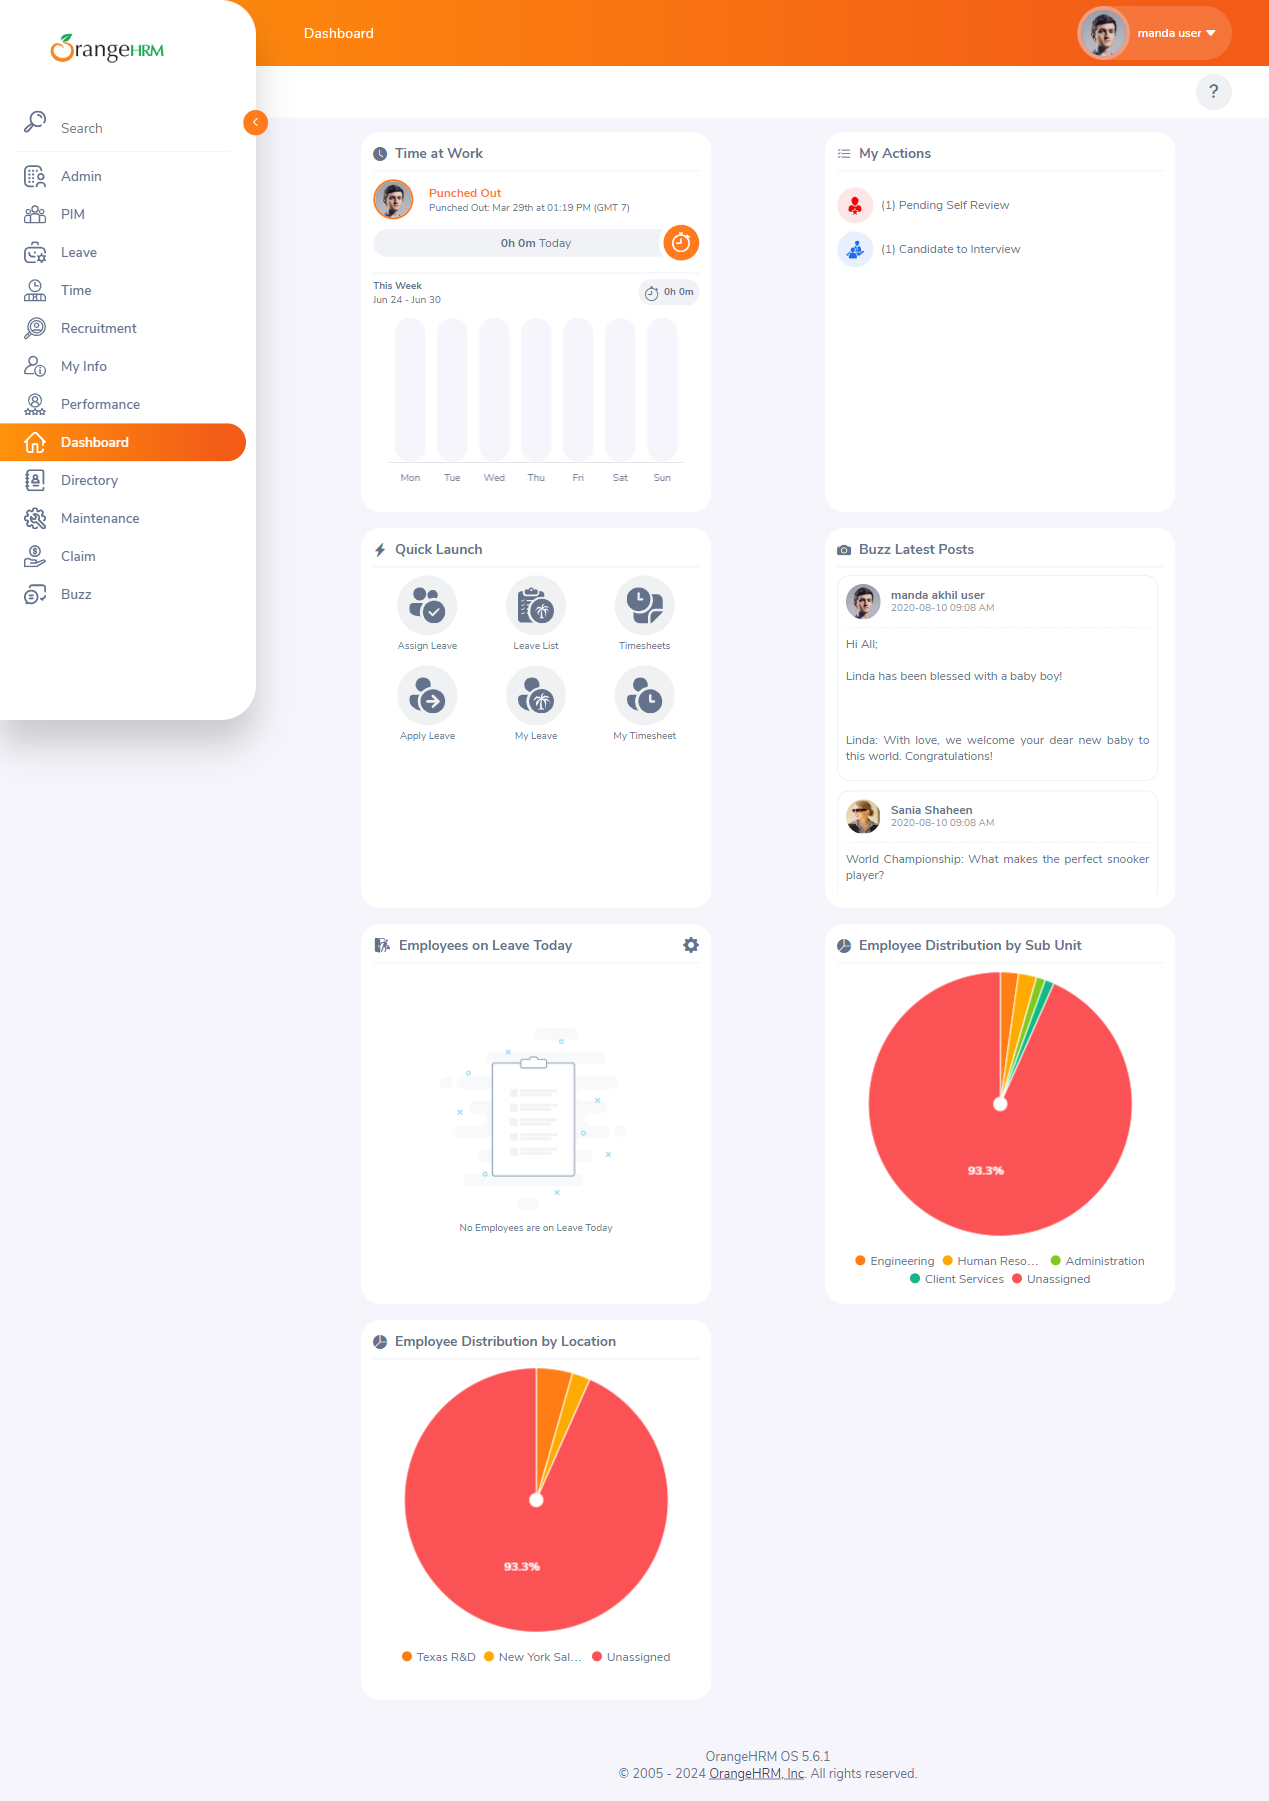 OrangeHRM
Search
Admin
PIM
Leave
Time
Recruitment
My Info
Performance
Dashboard
Directory
Maintenance
Claim
Buzz
Dashboard
manda user
?
Time at Work
Punched Out
Punched Out: Mar 29th at 01:19 PM (GMT 7)
0h 0m Today
This Week
Jun 24 - Jun 30
0h 0m
Mon Tue Wed Thu Fri Sat Sun
My Actions
(1) Pending Self Review
(1) Candidate to Interview
Quick Launch
Assign Leave
Leave List
Timesheets
Apply Leave
My Leave
My Timesheet
Buzz Latest Posts
manda akhil user
2020-08-10 09:08 AM
Hi All;
Linda has been blessed with a baby boy!
Linda: With love, we welcome your dear new baby to
this world. Congratulations!
Sania Shaheen
2020-08-10 09:08 AM
World Championship: What makes the perfect snooker
player?
Employees on Leave Today
No Employees are on Leave Today
Employee Distribution by Sub Unit
93.3%
Engineering Human Reso... Administration
Client Services Unassigned
Employee Distribution by Location
93.3%
Texas R&D New York Sal... Unassigned
OrangeHRM OS 5.6.1
© 2005 - 2024 OrangeHRM, Inc. All rights reserved.